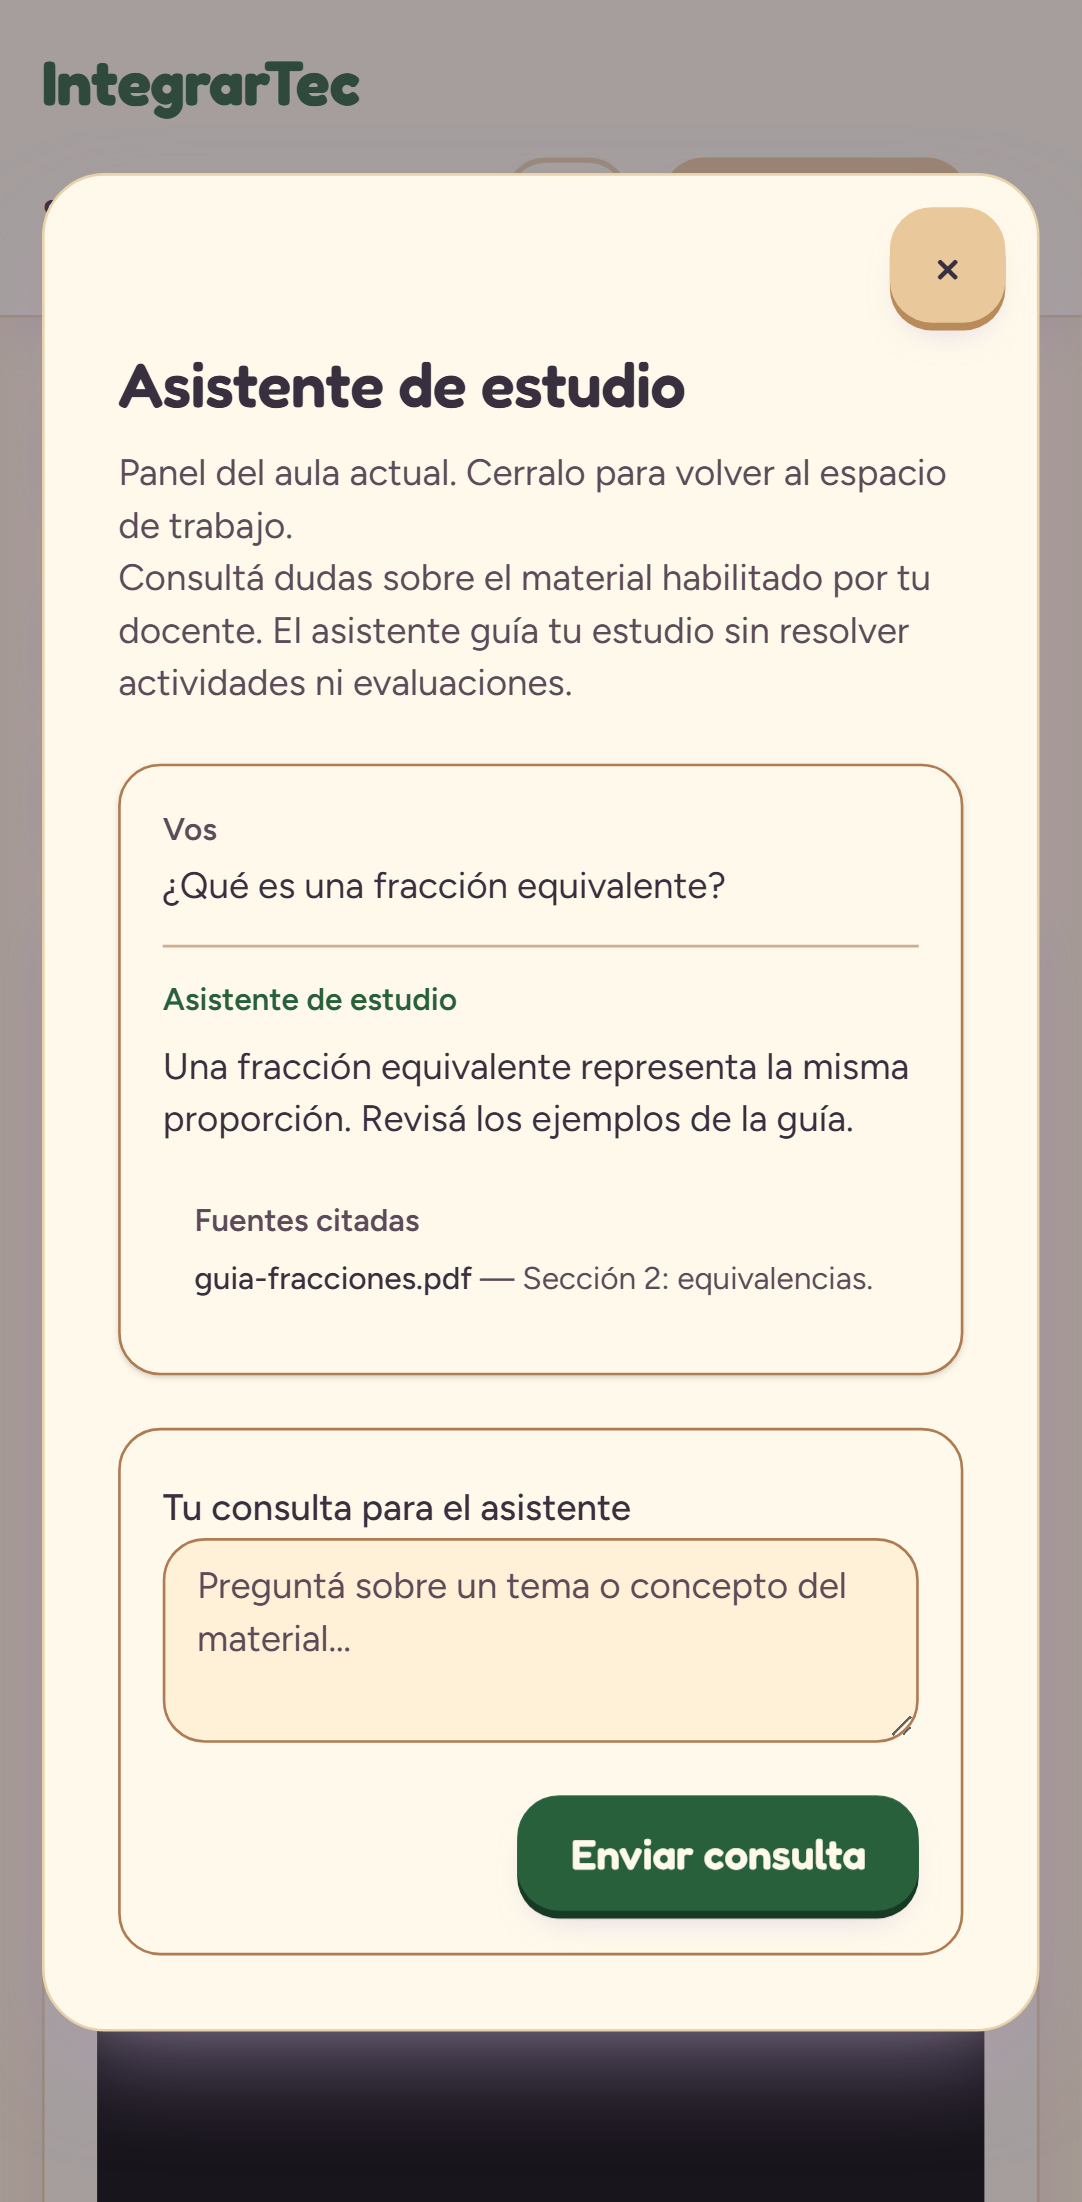 IntegrarTec
×
Asistente de estudio
Panel del aula actual. Cerralo para volver al espacio
de trabajo.
Consultá dudas sobre el material habilitado por tu
docente. El asistente guía tu estudio sin resolver
actividades ni evaluaciones.
Vos
¿Qué es una fracción equivalente?
Asistente de estudio
Una fracción equivalente representa la misma
proporción. Revisá los ejemplos de la guía.
Fuentes citadas
guia-fracciones.pdf — Sección 2: equivalencias.
Tu consulta para el asistente
Preguntá sobre un tema o concepto del
material...
Enviar consulta